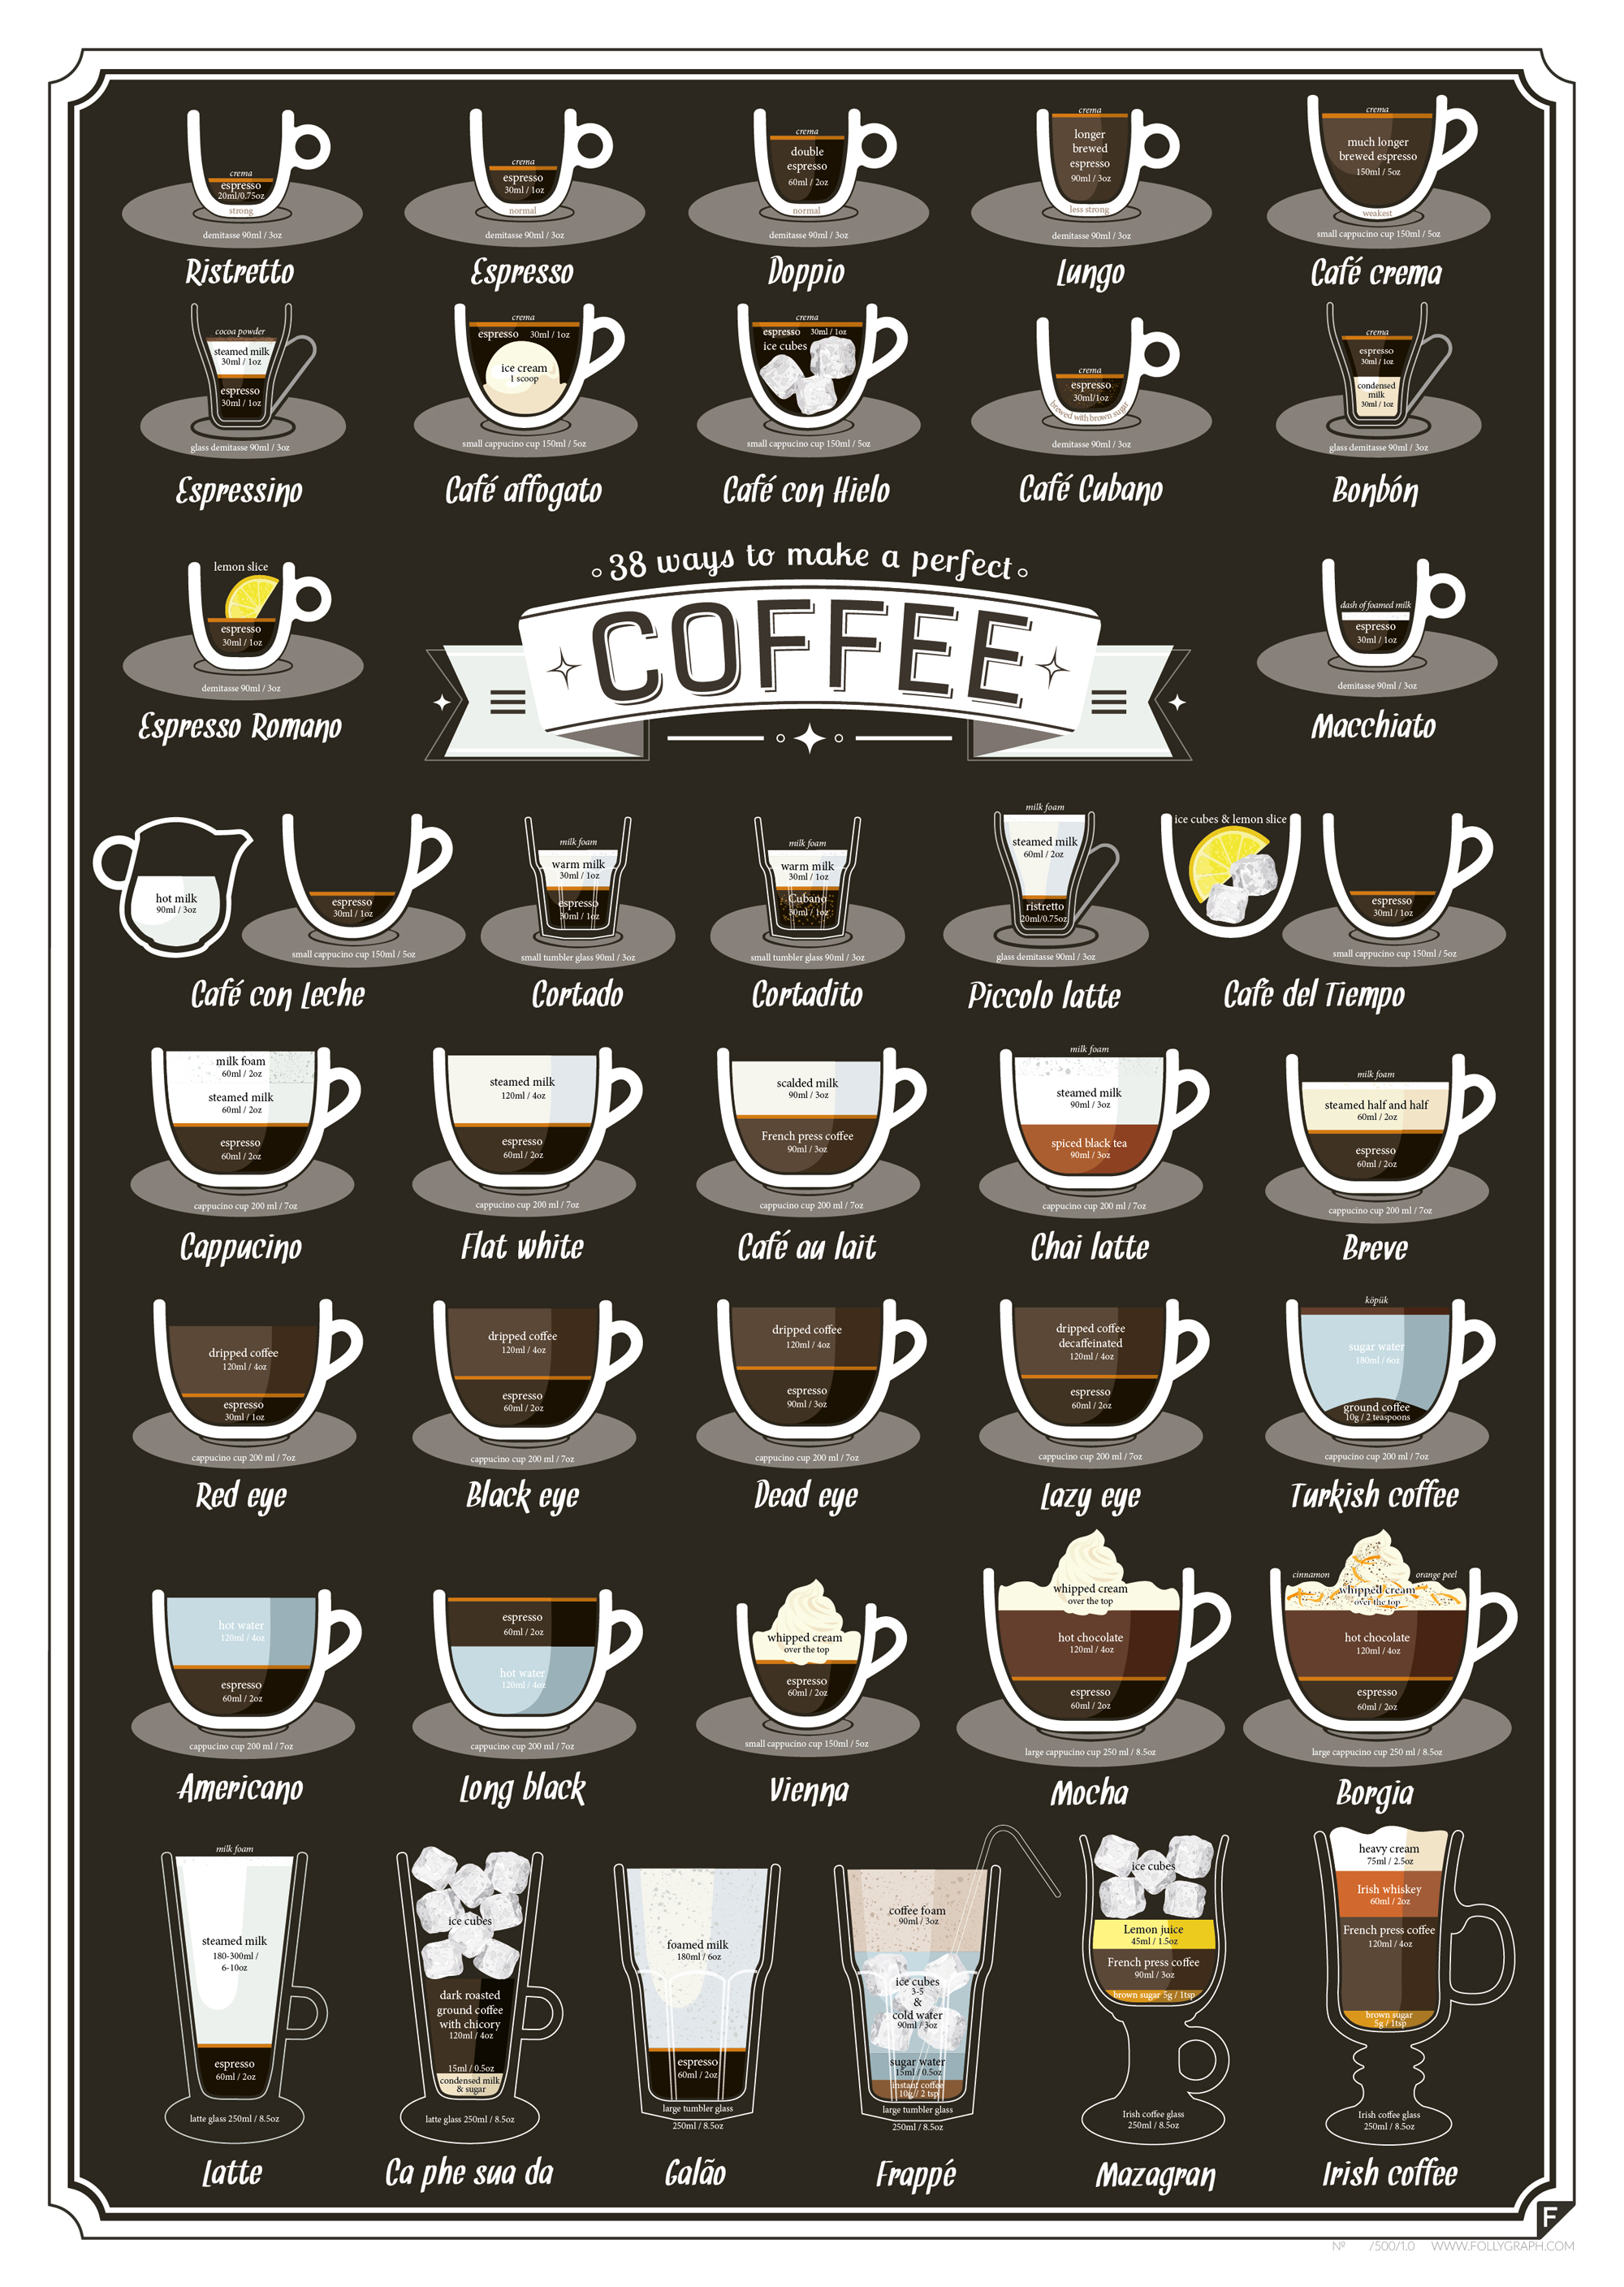 crema
espresso
20ml/0.75oz
strong
demitasse 90ml / 3oz
Ristretto
crema
espresso
30ml / 1oz
normal
demitasse 90ml / 3oz
Espresso
crema
double
espresso
60ml / 2oz
normal
demitasse 90ml / 3oz
Doppio
crema
longer
brewed
espresso
90ml / 3oz
less strong
demitasse 90ml / 3oz
Lungo
crema
much longer
brewed espresso
150ml / 5oz
weakest
small cappucino cup 150ml / 5oz
Café crema
cocoa powder
steamed milk
30ml / 1oz
espresso
30ml / 1oz
glass demitasse 90ml / 3oz
Espressino
crema
espresso 30ml / 1oz
ice cream
1 scoop
small cappucino cup 150ml / 5oz
Café affogato
crema
espresso 30ml / 1oz
ice cubes
small cappucino cup 150ml / 5oz
Café con Hielo
crema
espresso
30ml/1oz
brewed with brown sugar
demitasse 90ml / 3oz
Café Cubano
crema
espresso
30ml / 1oz
condensed
milk
30ml / 1oz
glass demitasse 90ml / 3oz
Bonbón
lemon slice
espresso
30ml / 1oz
demitasse 90ml / 3oz
Espresso Romano
38 ways to make a perfect
COFFEE
dash of foamed milk
espresso
30ml / 1oz
demitasse 90ml / 3oz
Macchiato
hot milk
90ml / 3oz
espresso
30ml / 1oz
small cappucino cup 150ml / 5oz
Café con Leche
milk foam
warm milk
30ml / 1oz
espresso
30ml / 1oz
small tumbler glass 90ml / 3oz
Cortado
milk foam
warm milk
30ml / 1oz
Cubano
30ml / 1oz
small tumbler glass 90ml / 3oz
Cortadito
milk foam
steamed milk
60ml / 2oz
ristretto
20ml/0.75oz
glass demitasse 90ml / 3oz
Piccolo latte
ice cubes & lemon slice
espresso
30ml / 1oz
small cappucino cup 150ml / 5oz
Café del Tiempo
milk foam
60ml / 2oz
steamed milk
60ml / 2oz
espresso
60ml / 2oz
cappucino cup 200 ml / 7oz
Cappucino
steamed milk
120ml / 4oz
espresso
60ml / 2oz
cappucino cup 200 ml / 7oz
Flat white
scalded milk
90ml / 3oz
French press coffee
90ml / 3oz
cappucino cup 200 ml / 7oz
Café au lait
milk foam
steamed milk
90ml / 3oz
spiced black tea
90ml / 3oz
cappucino cup 200 ml / 7oz
Chai latte
milk foam
steamed half and half
60ml / 2oz
espresso
60ml / 2oz
cappucino cup 200 ml / 7oz
Breve
dripped coffee
120ml / 4oz
espresso
30ml / 1oz
cappucino cup 200 ml / 7oz
Red eye
dripped coffee
120ml / 4oz
espresso
60ml / 2oz
cappucino cup 200 ml / 7oz
Black eye
dripped coffee
120ml / 4oz
espresso
90ml / 3oz
cappucino cup 200 ml / 7oz
Dead eye
dripped coffee
decaffeinated
120ml / 4oz
espresso
60ml / 2oz
cappucino cup 200 ml / 7oz
Lazy eye
köpük
sugar water
180ml / 6oz
ground coffee
10g / 2 teaspoons
cappucino cup 200 ml / 7oz
Turkish coffee
hot water
120ml / 4oz
espresso
60ml / 2oz
cappucino cup 200 ml / 7oz
Americano
espresso
60ml / 2oz
hot water
120ml / 4oz
cappucino cup 200 ml / 7oz
Long black
whipped cream
over the top
espresso
60ml / 2oz
small cappucino cup 150ml / 5oz
Vienna
whipped cream
over the top
hot chocolate
120ml / 4oz
espresso
60ml / 2oz
large cappucino cup 250 ml / 8.5oz
Mocha
cinnamon
orange peel
whipped cream
over the top
hot chocolate
120ml / 4oz
espresso
60ml / 2oz
large cappucino cup 250 ml / 8.5oz
Borgia
milk foam
steamed milk
180-300ml /
6-10oz
espresso
60ml / 2oz
latte glass 250ml / 8.5oz
Latte
ice cubes
dark roasted
ground coffee
with chicory
120ml / 4oz
15ml / 0.5oz
condensed milk
& sugar
latte glass 250ml / 8.5oz
Ca phe sua da
foamed milk
180ml / 6oz
espresso
60ml / 2oz
large tumbler glass
250ml / 8.5oz
Galão
coffee foam
90ml / 3oz
ice cubes
3-5
&
cold water
90ml / 3oz
sugar water
15ml / 0.5oz
instant coffee
10g // 2 tsp
large tumbler glass
250ml / 8.5oz
Frappé
ice cubes
Lemon juice
45ml / 1.5oz
French press coffee
90ml / 3oz
brown sugar 5g / 1tsp
Irish coffee glass
250ml / 8.5oz
Mazagran
heavy cream
75ml / 2.5oz
Irish whiskey
60ml / 2oz
French press coffee
120ml / 4oz
brown sugar
5g / 1tsp
Irish coffee glass
250ml / 8.5oz
Irish coffee
F
Nº /500/1.0 WWW.FOLLYGRAPH.COM